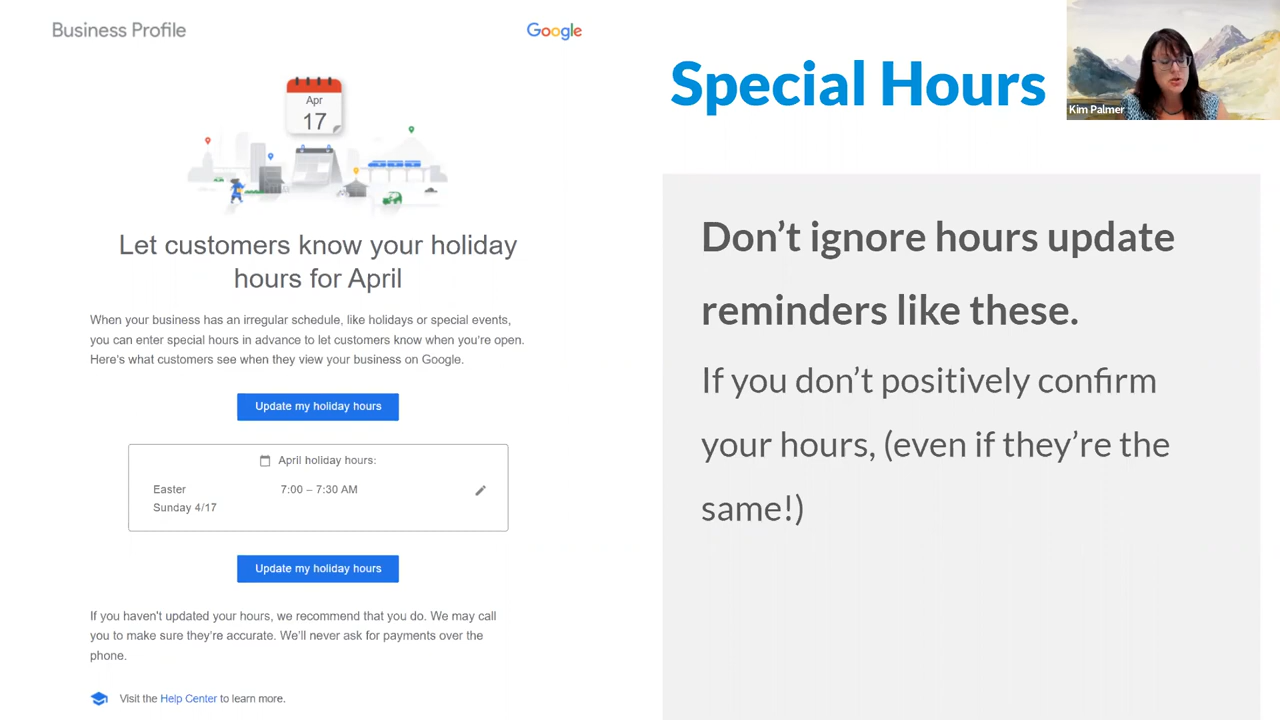 Business Profile
Google
Apr
17
Let customers know your holiday
hours for April
When your business has an irregular schedule, like holidays or special events,
you can enter special hours in advance to let customers know when you're open.
Here's what customers see when they view your business on Google.
Update my holiday hours
April holiday hours:
Easter 7:00 – 7:30 AM
Sunday 4/17
Update my holiday hours
If you haven't updated your hours, we recommend that you do. We may call
you to make sure they're accurate. We'll never ask for payments over the
phone.
Visit the Help Center to learn more.
Special Hours
Kim Palmer
Don't ignore hours update
reminders like these.
If you don't positively confirm
your hours, (even if they're the
same!)